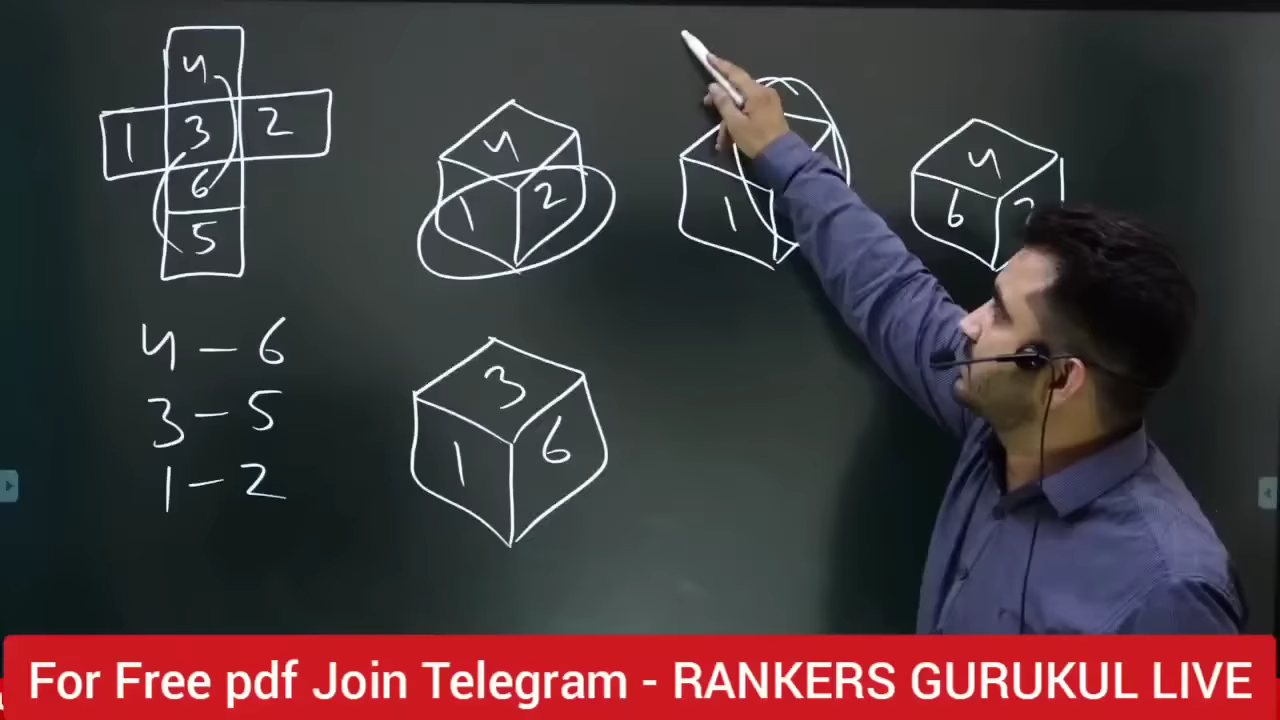 4
1 3 2
6
5
4 – 6
3 – 5
1 – 2
4
1 2
1
4
6
3
1 6
For Free pdf Join Telegram - RANKERS GURUKUL LIVE